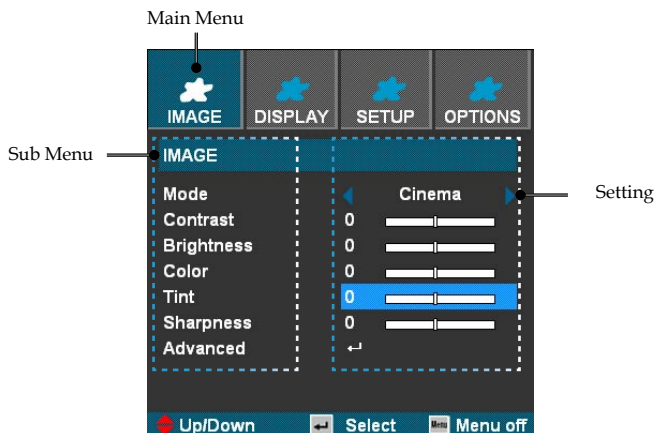 Main Menu
IMAGE DISPLAY SETUP OPTIONS
Sub Menu
IMAGE
Mode Cinema
Setting
Contrast 0
Brightness 0
Color 0
Tint 0
Sharpness 0
Advanced
Up/Down Select Menu Menu off